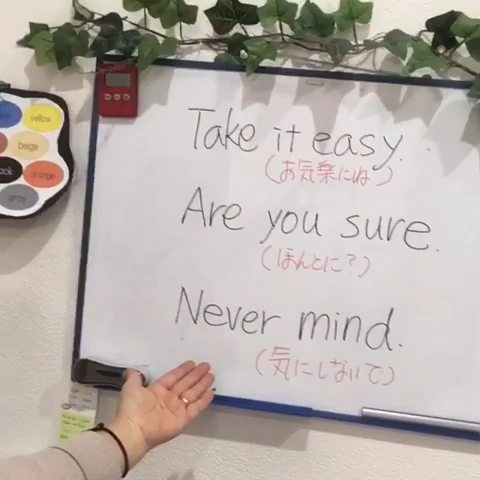 Take it easy.
(お気楽にね)
Are you sure.
(ほんとに?)
Never mind.
(気にしないで)
yellow
beige
orange
gray